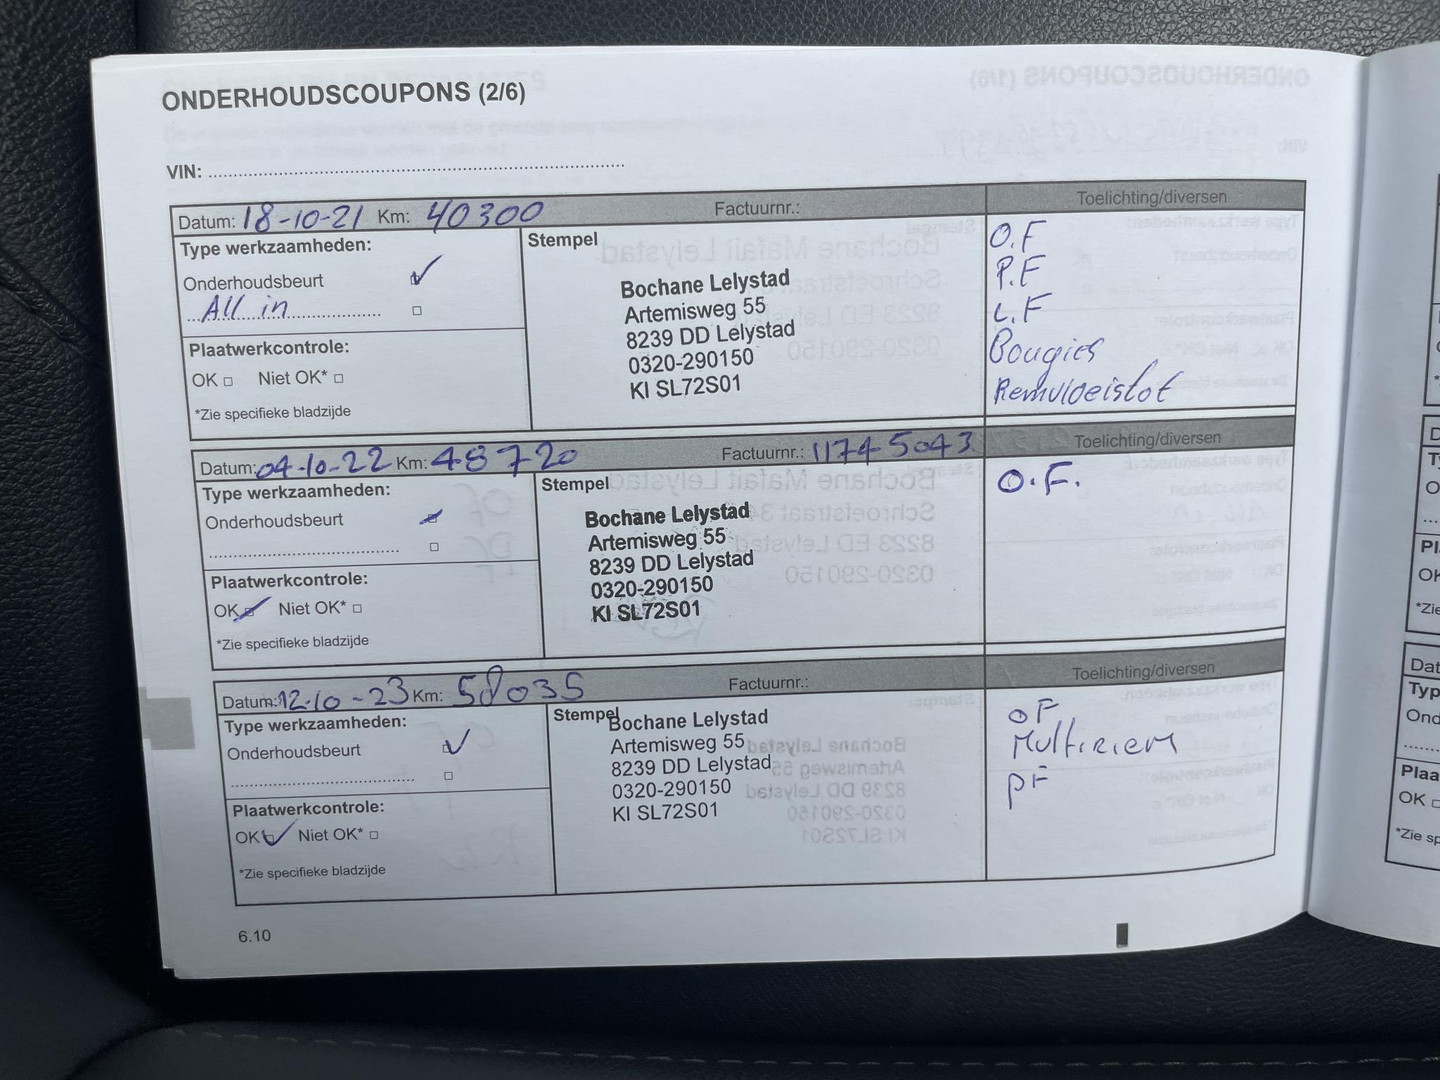 ONDERHOUDSCOUPONS (2/6)
VIN:
Datum: 18-10-21 Km: 40300 Factuurnr.: Toelichting/diversen
Type werkzaamheden:
Onderhoudsbeurt
All in
Plaatwerkcontrole:
OK Niet OK*
*Zie specifieke bladzijde
Stempel
Bochane Lelystad
Artemisweg 55
8239 DD Lelystad
0320-290150
KI SL72S01
O.F
P.F
L.F
Bougies
Remvloeistof
Datum: 04-10-22 Km: 48720 Factuurnr.: 11745043 Toelichting/diversen
Type werkzaamheden:
Onderhoudsbeurt
Plaatwerkcontrole:
OK Niet OK*
*Zie specifieke bladzijde
Stempel
Bochane Lelystad
Artemisweg 55
8239 DD Lelystad
0320-290150
KI SL72S01
O.F.
Datum: 12-10-23 Km: 58035 Factuurnr.: Toelichting/diversen
Type werkzaamheden:
Onderhoudsbeurt
Plaatwerkcontrole:
OK Niet OK*
*Zie specifieke bladzijde
Stempel
Bochane Lelystad
Artemisweg 55
8239 DD Lelystad
0320-290150
KI SL72S01
OF
Multiriem
PF
6.10